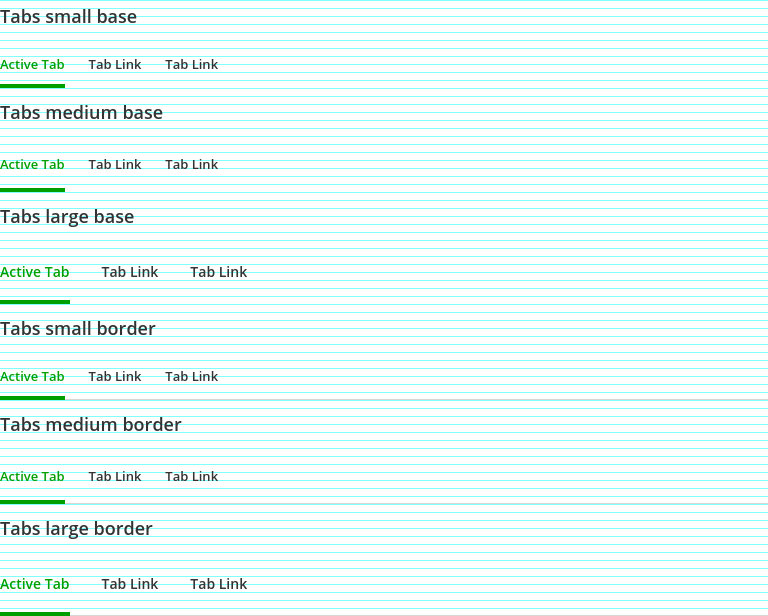 Tabs small base
Active Tab Tab Link Tab Link
Tabs medium base
Active Tab Tab Link Tab Link
Tabs large base
Active Tab Tab Link Tab Link
Tabs small border
Active Tab Tab Link Tab Link
Tabs medium border
Active Tab Tab Link Tab Link
Tabs large border
Active Tab Tab Link Tab Link